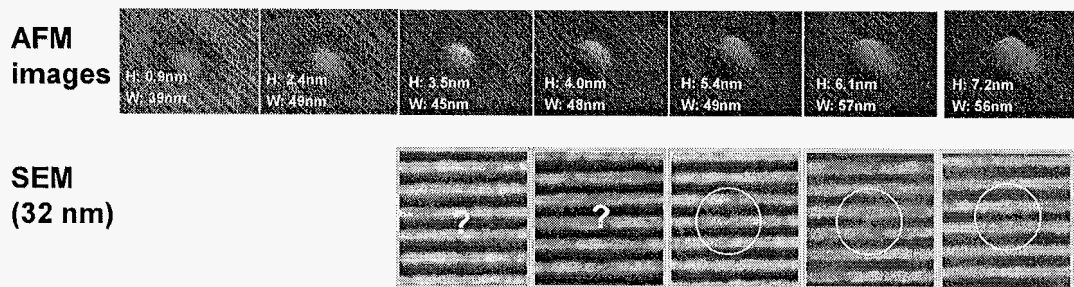 AFM
images
H: 0.9nm
W: 39nm
H: 2.4nm
W: 49nm
H: 3.5nm
W: 45nm
H: 4.0nm
W: 48nm
H: 5.4nm
W: 49nm
H: 6.1nm
W: 57nm
H: 7.2nm
W: 56nm
SEM
(32 nm)
?
?